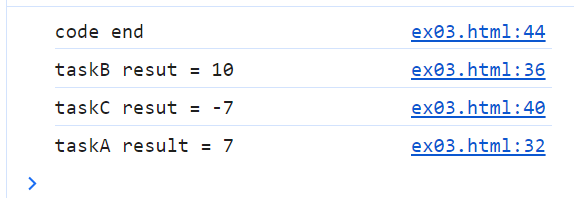 code end ex03.html:44
taskB resut = 10 ex03.html:36
taskC resut = -7 ex03.html:40
taskA result = 7 ex03.html:32